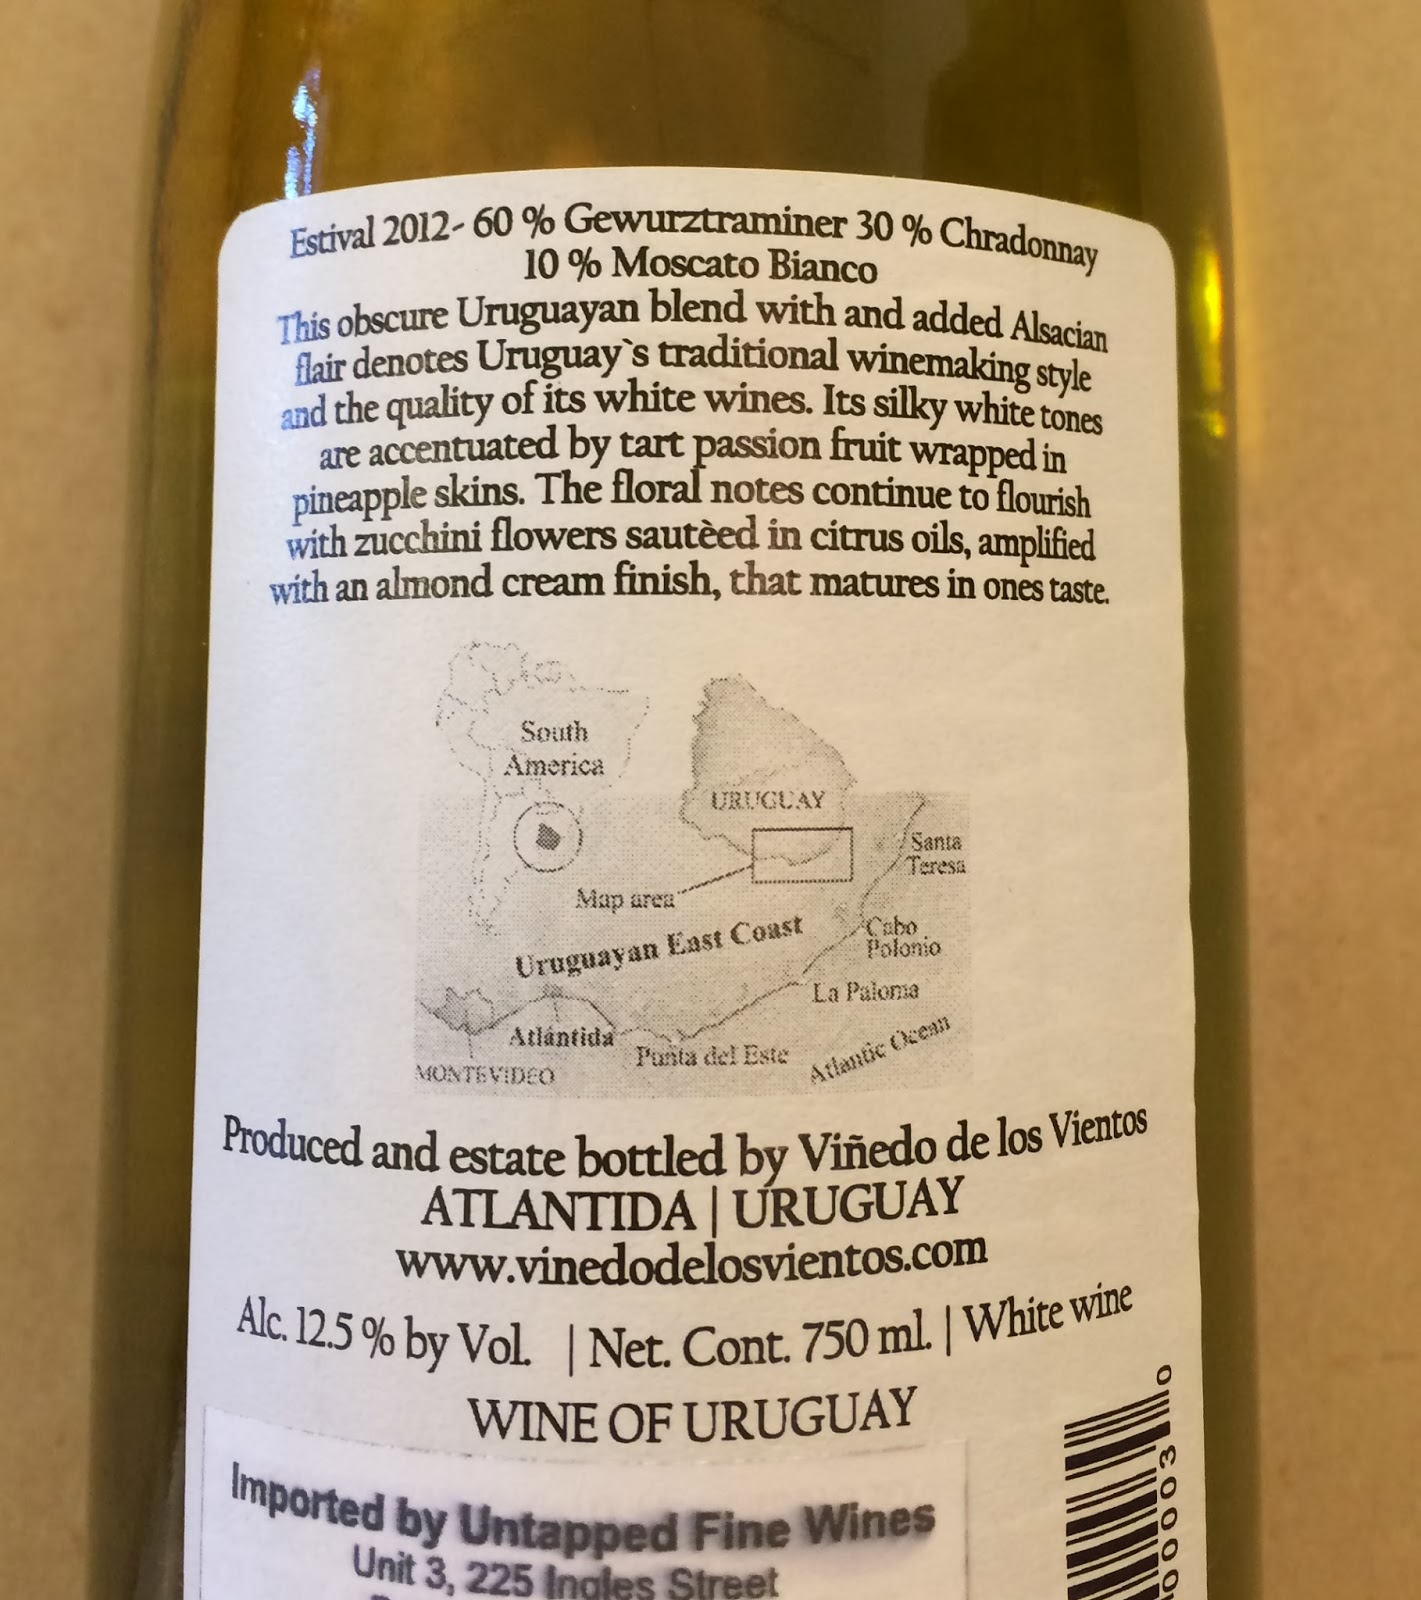 Estival 2012- 60 % Gewurztraminer 30 % Chradonnay
10 % Moscato Bianco
This obscure Uruguayan blend with and added Alsacian
flair denotes Uruguay`s traditional winemaking style
and the quality of its white wines. Its silky white tones
are accentuated by tart passion fruit wrapped in
pineapple skins. The floral notes continue to flourish
with zucchini flowers sautèed in citrus oils, amplified
with an almond cream finish, that matures in ones taste.
South
America
URUGUAY
Santa
Teresa
Map area
Uruguayan East Coast
Cabo
Polonio
La Paloma
Atlántida
Punta del Este
Atlantic Ocean
MONTEVIDEO
Produced and estate bottled by Viñedo de los Vientos
ATLANTIDA | URUGUAY
www.vinedodelosvientos.com
Alc. 12.5 % by Vol. | Net. Cont. 750 ml. | White wine
WINE OF URUGUAY
Imported by Untapped Fine Wines
Unit 3, 225 Ingles Street